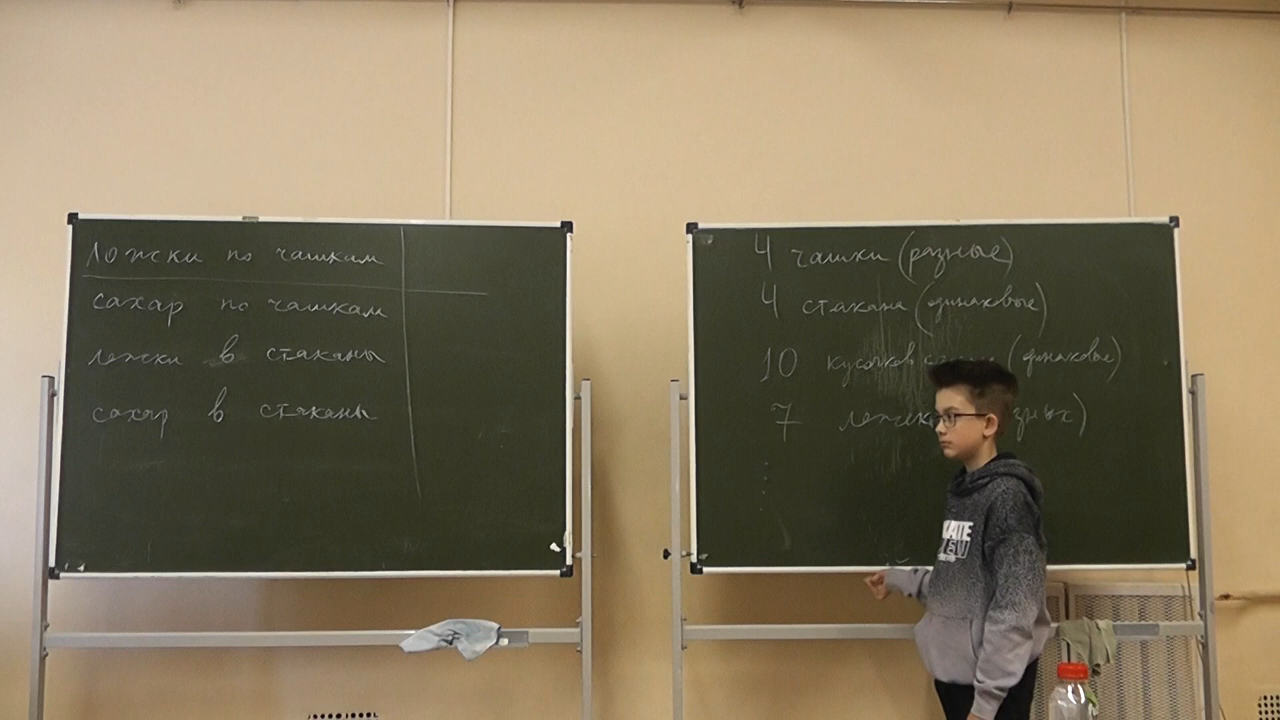 ложки по чашкам
сахар по чашкам
ложки в стаканы
сахар в стаканы
4 чашки (разные)
4 стакана (одинаковые)
10 кусочков (одинаковые)
7